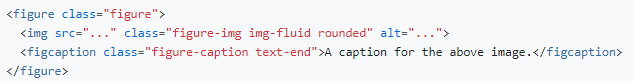 <figure class="figure">
  <img src="..." class="figure-img img-fluid rounded" alt="...">
  <figcaption class="figure-caption text-end">A caption for the above image.</figcaption>
</figure>